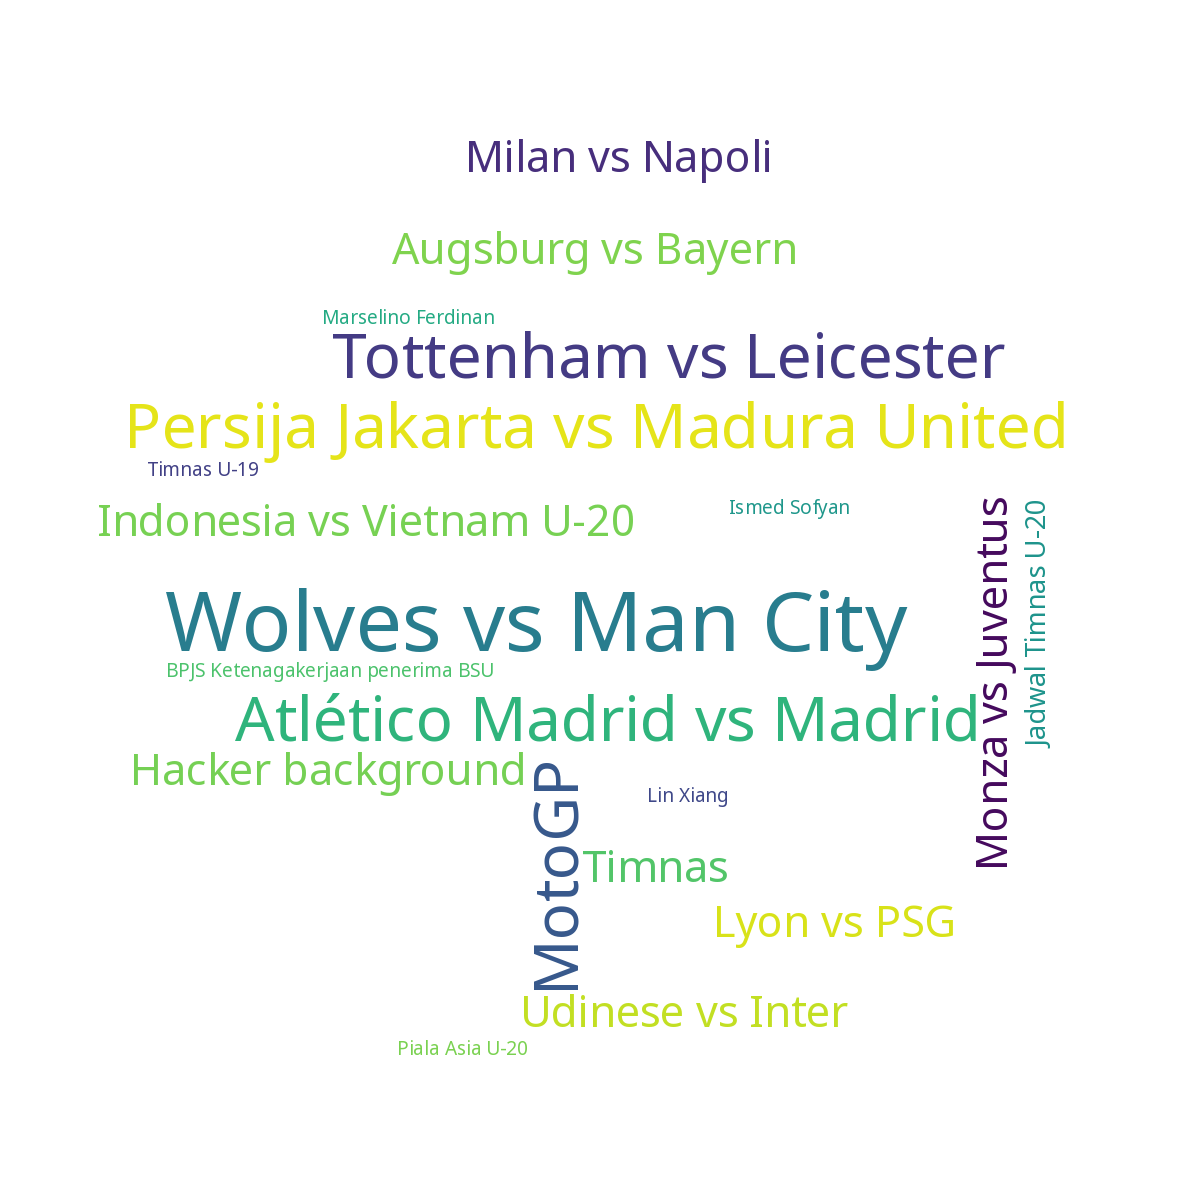 Milan vs Napoli
Augsburg vs Bayern
Marselino Ferdinan
Tottenham vs Leicester
Persija Jakarta vs Madura United
Timnas U-19
Indonesia vs Vietnam U-20
Ismed Sofyan
Monza vs Juventus
Jadwal Timnas U-20
Wolves vs Man City
BPJS Ketenagakerjaan penerima BSU
Atlético Madrid vs Madrid
Hacker background
MotoGP
Lin Xiang
Timnas
Lyon vs PSG
Udinese vs Inter
Piala Asia U-20